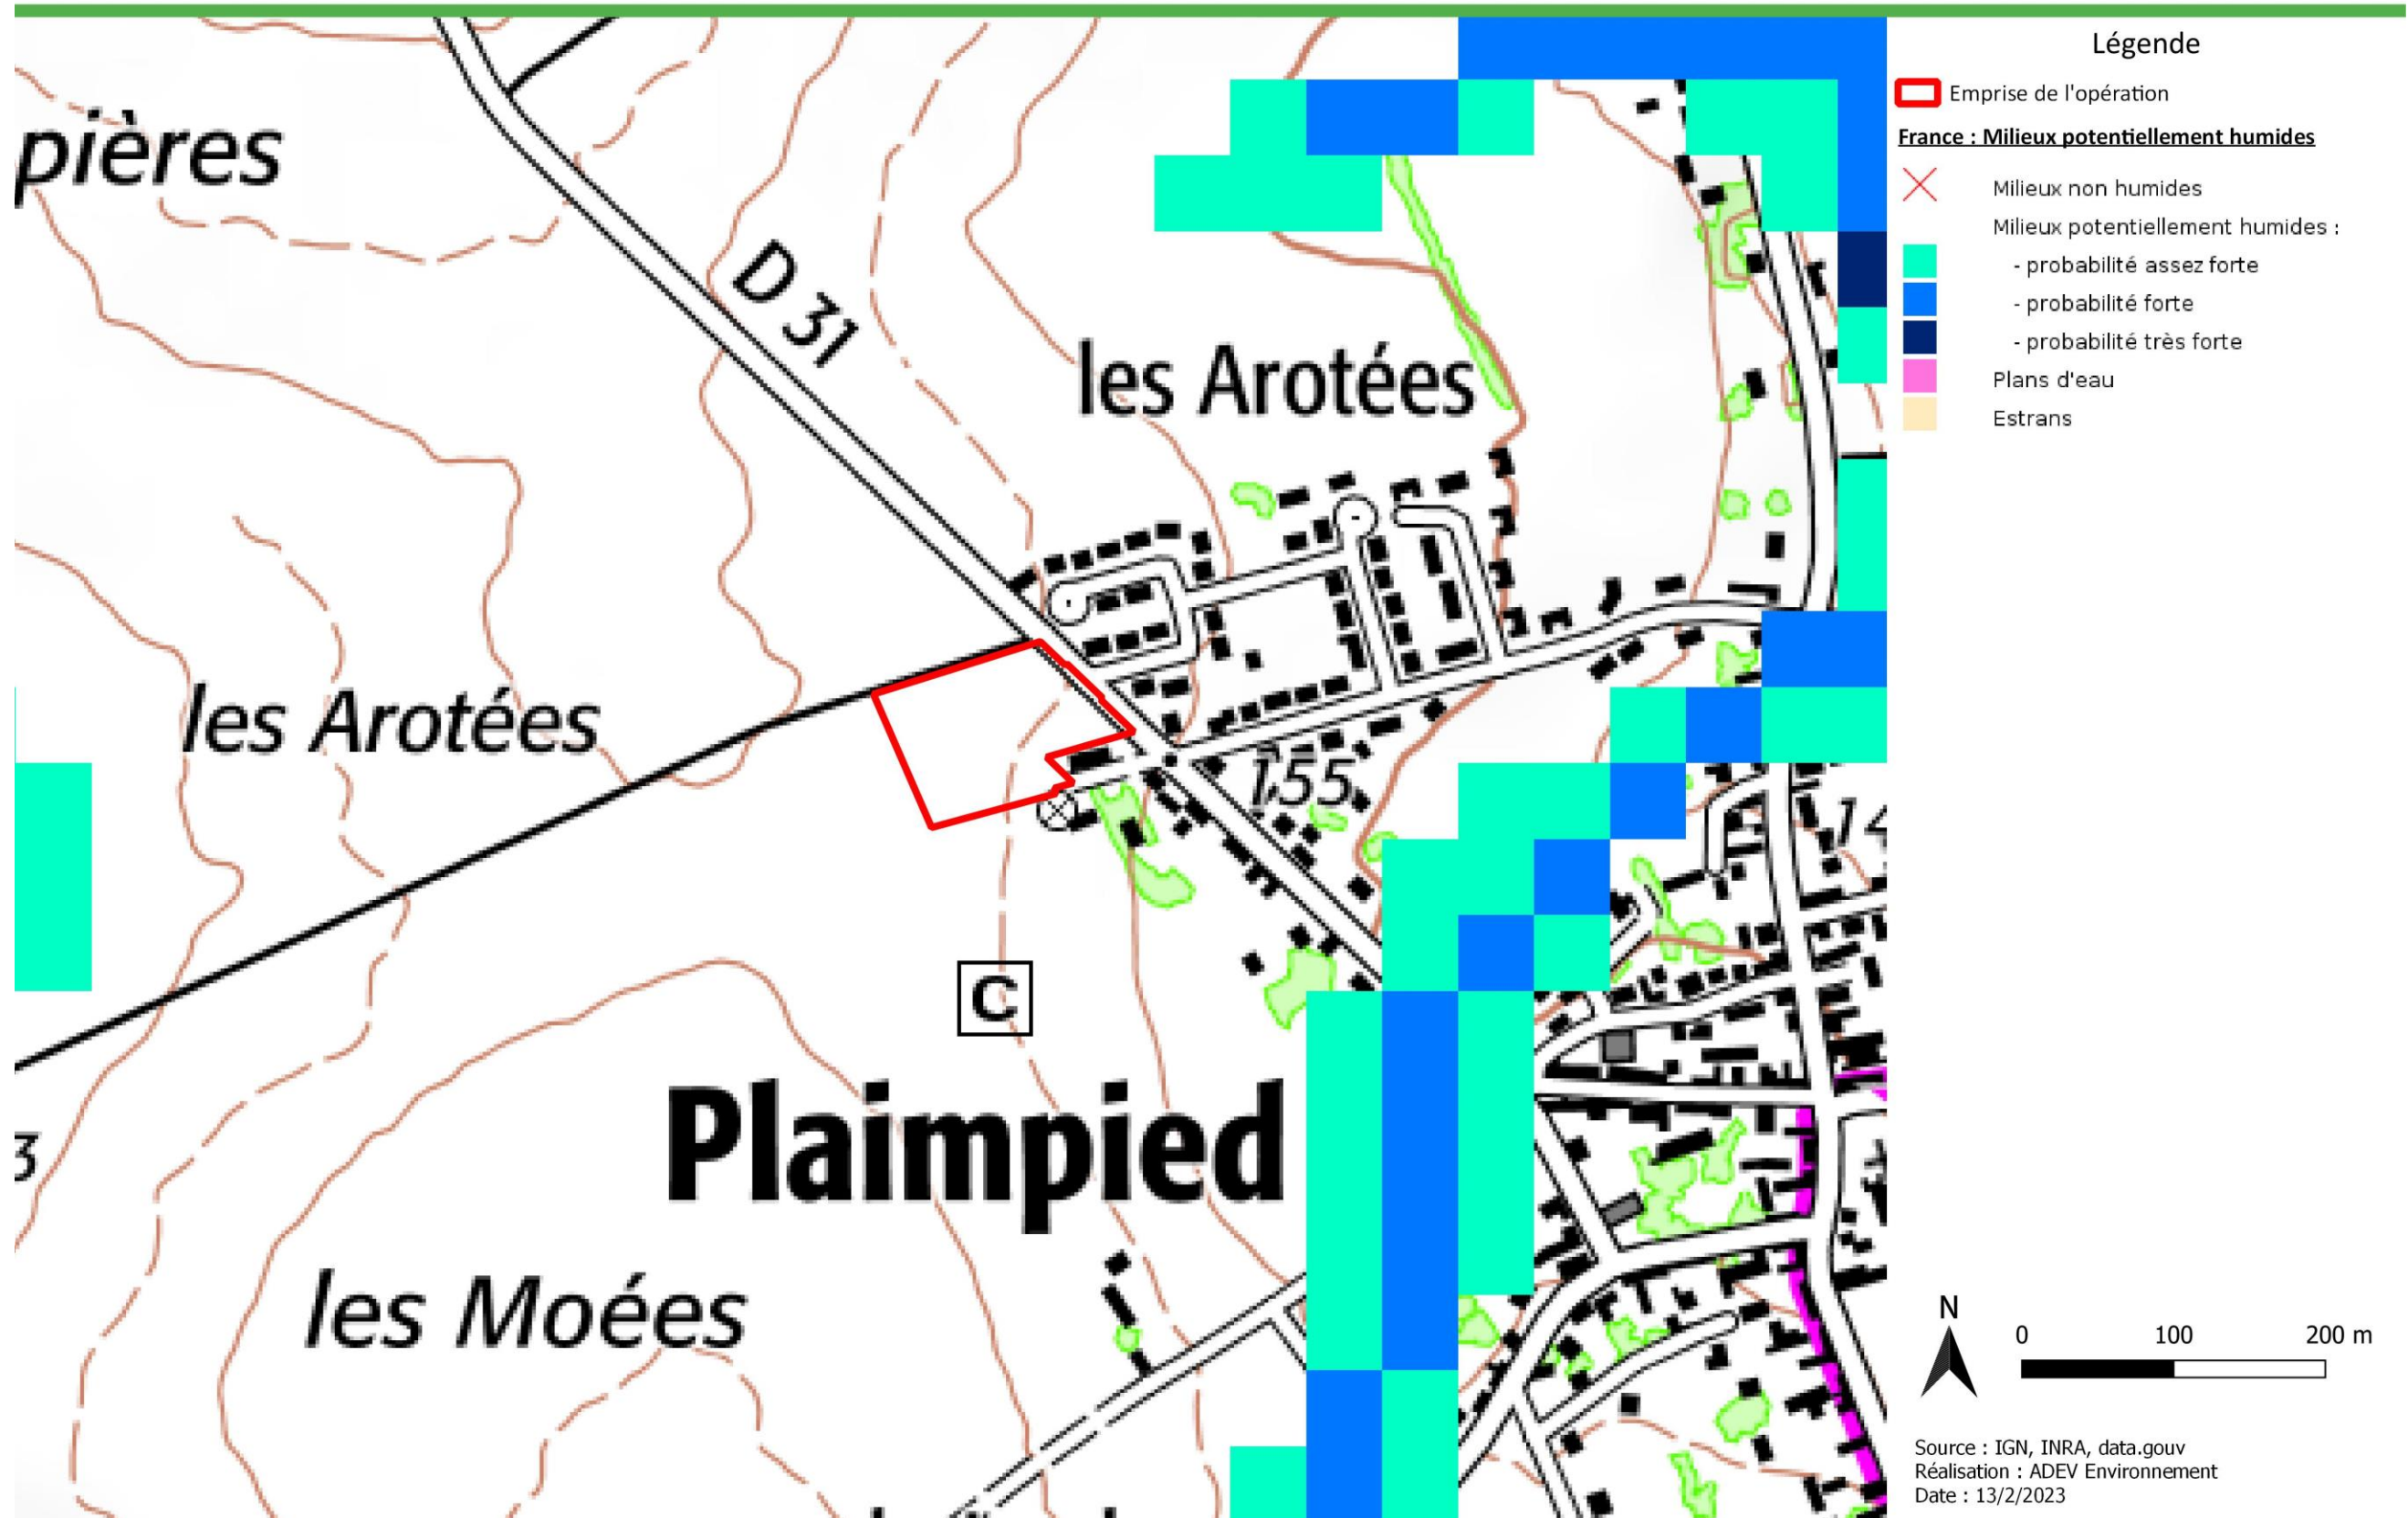 pières
D 31
les Arotées
les Arotées
155
C
Plaimpied
3
les Moées
Légende
Emprise de l'opération
France : Milieux potentiellement humides
Milieux non humides
Milieux potentiellement humides :
- probabilité assez forte
- probabilité forte
- probabilité très forte
Plans d'eau
Estrans
N
0 100 200 m
Source : IGN, INRA, data.gouv
Réalisation : ADEV Environnement
Date : 13/2/2023